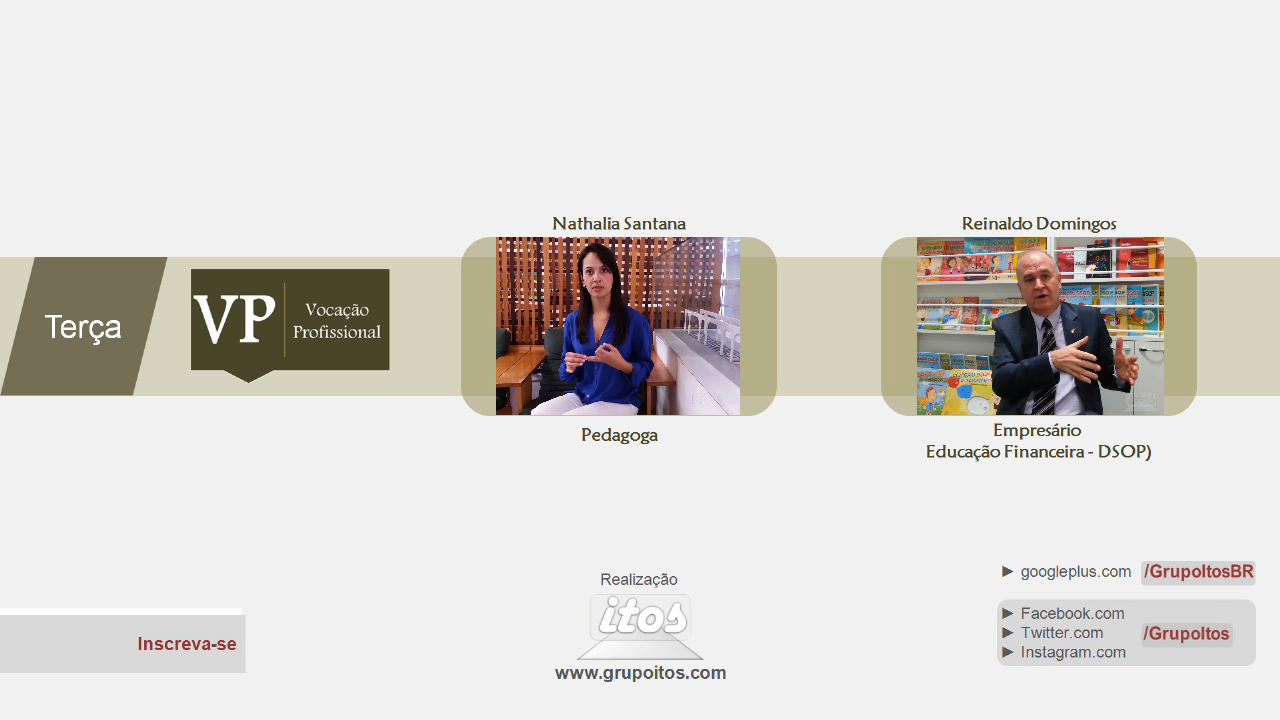 Nathalia Santana
Reinaldo Domingos
Terça
VP
Vocação
Profissional
Pedagoga
Empresário
Educação Financeira - DSOP)
Inscreva-se
Realização
itos
www.grupoitos.com
► googleplus.com /GrupoItosBR
► Facebook.com
► Twitter.com /GrupoItos
► Instagram.com